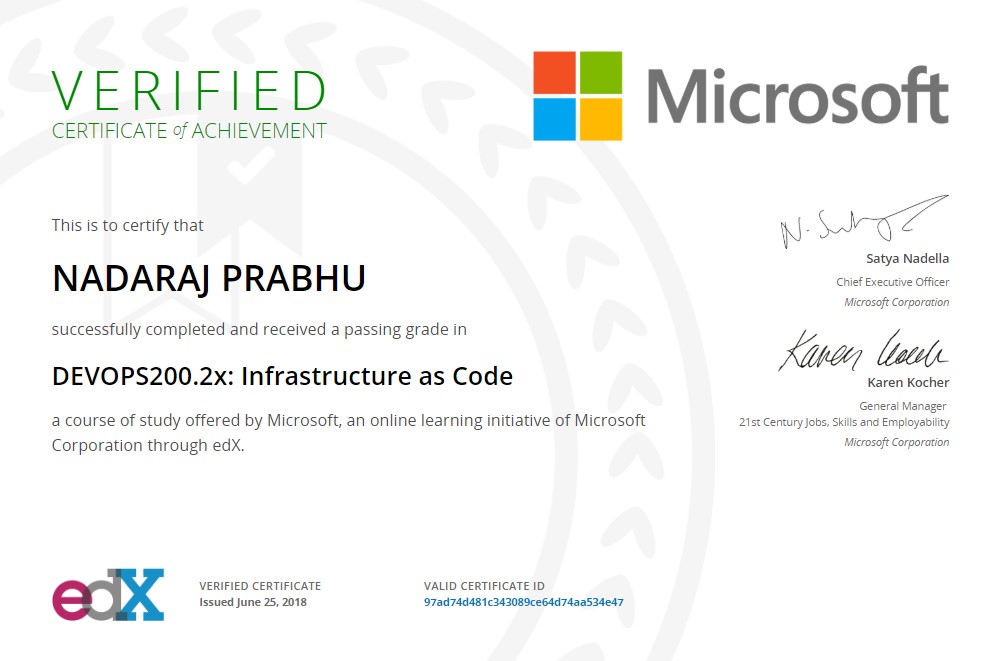 VERIFIED
CERTIFICATE of ACHIEVEMENT
Microsoft
This is to certify that
NADARAJ PRABHU
successfully completed and received a passing grade in
DEVOPS200.2x: Infrastructure as Code
a course of study offered by Microsoft, an online learning initiative of Microsoft
Corporation through edX.
Satya Nadella
Chief Executive Officer
Microsoft Corporation
Karen Kocher
General Manager
21st Century Jobs, Skills and Employability
Microsoft Corporation
edX
VERIFIED CERTIFICATE
Issued June 25, 2018
VALID CERTIFICATE ID
97ad74d481c343089ce64d74aa534e47